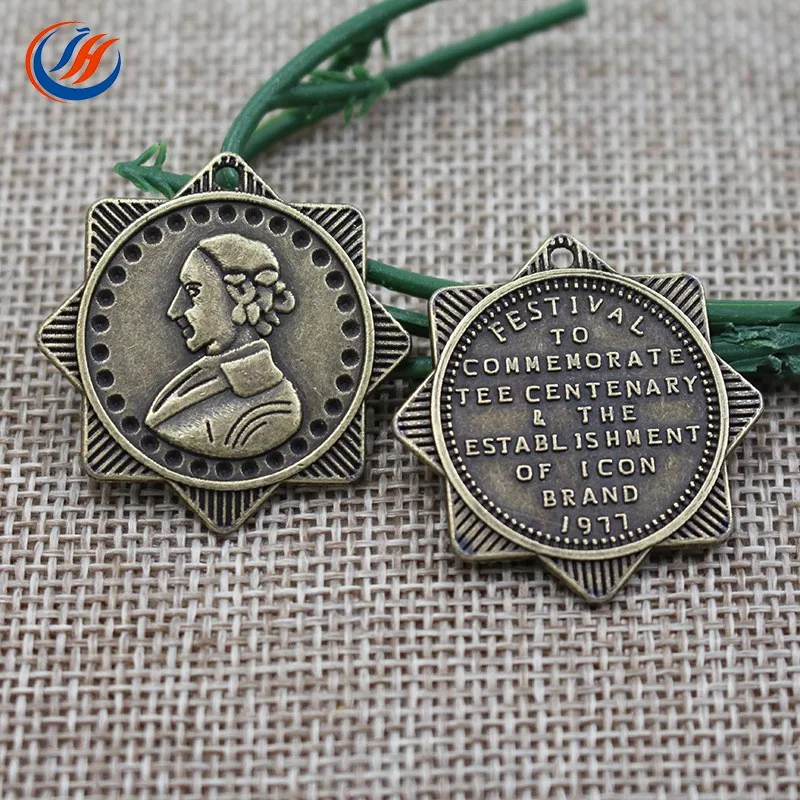 FESTIVAL
TO
COMMEMORATE
TEE CENTENARY
& THE
ESTABLISHMENT
OF ICON
BRAND
1977